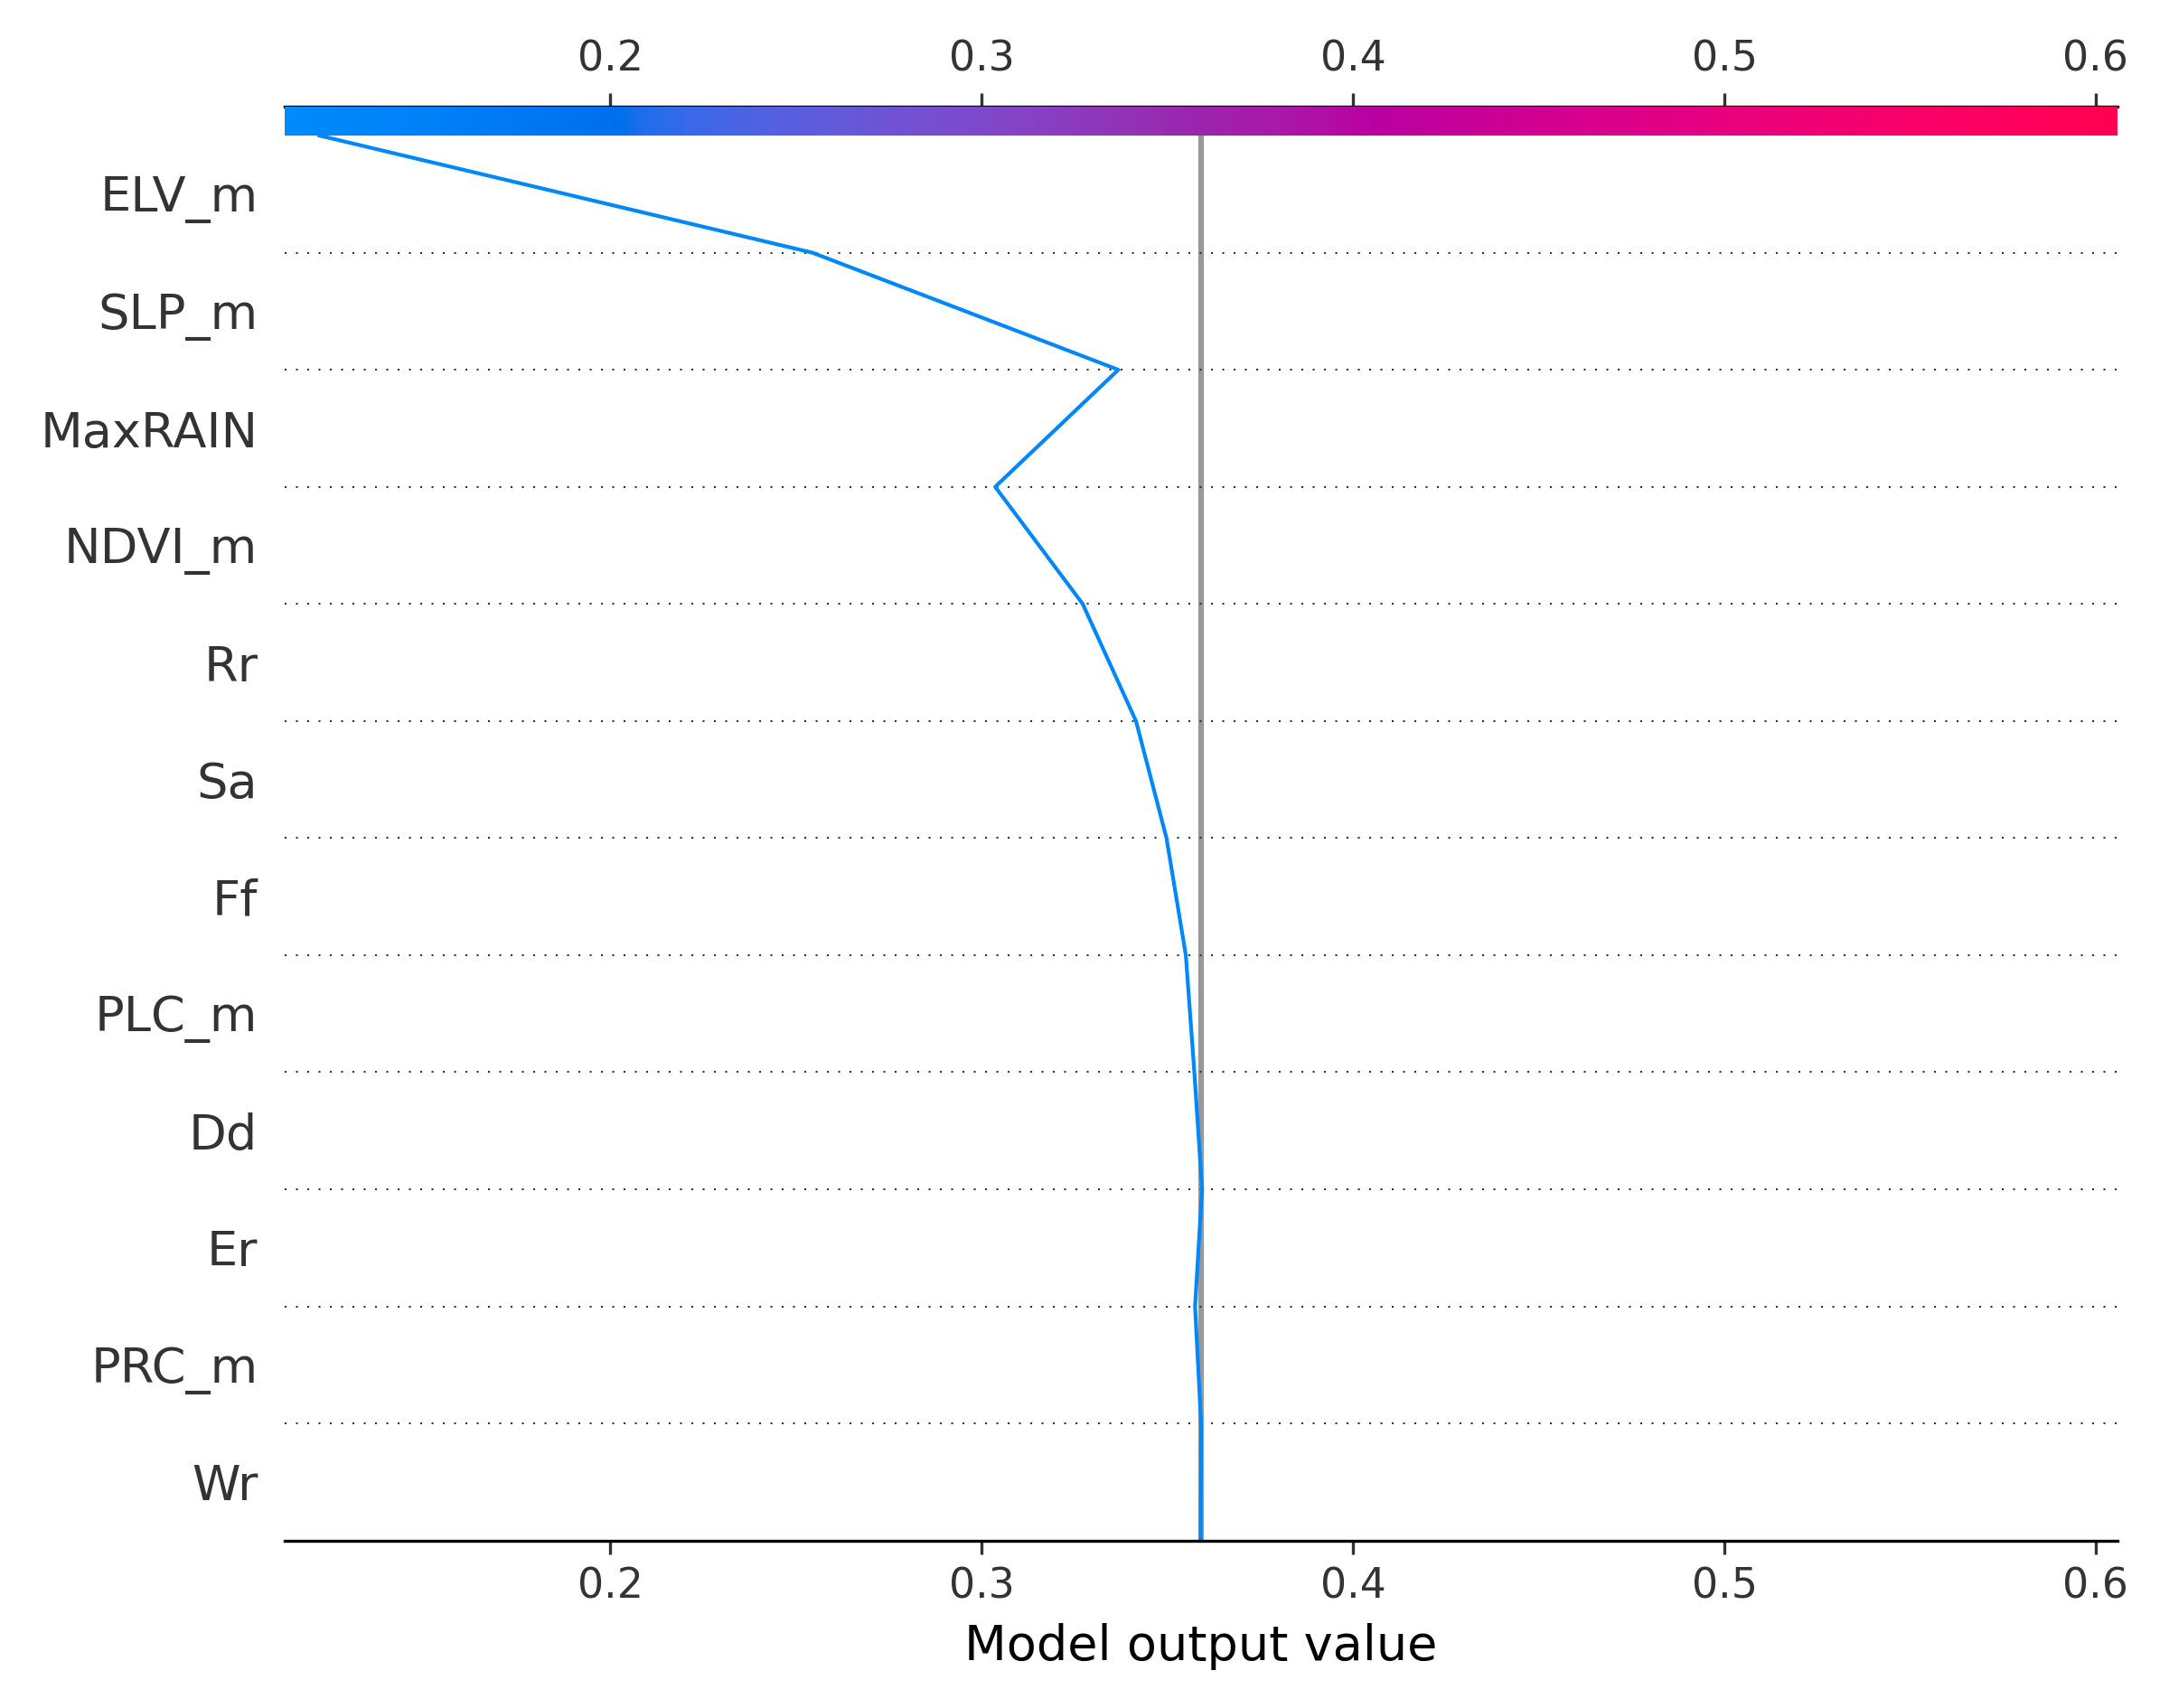 0.2 0.3 0.4 0.5 0.6
ELV_m
SLP_m
MaxRAIN
NDVI_m
Rr
Sa
Ff
PLC_m
Dd
Er
PRC_m
Wr
0.2 0.3 0.4 0.5 0.6
Model output value